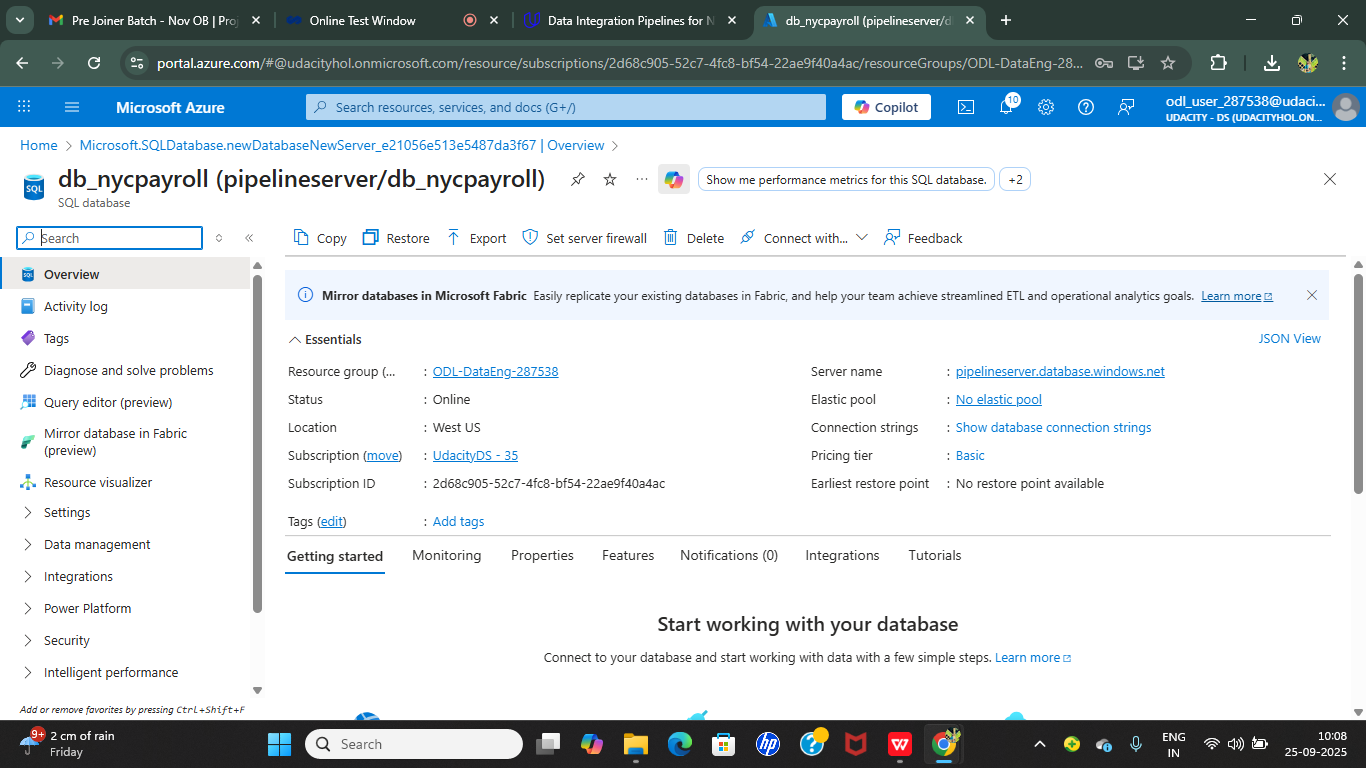 Pre Joiner Batch - Nov OB | Proj
Online Test Window
Data Integration Pipelines for N
db_nycpayroll (pipelineserver/d
portal.azure.com/#@udacityhol.onmicrosoft.com/resource/subscriptions/2d68c905-52c7-4fc8-bf54-22ae9f40a4ac/resourceGroups/ODL-DataEng-28...
Microsoft Azure
Search resources, services, and docs (G+/)
Copilot
10
odl_user_287538@udaci...
UDACITY - DS (UDACITYHOL.ON...
Home > Microsoft.SQLDatabase.newDatabaseNewServer_e21056e513e5487da3f67 | Overview >
SQL
db_nycpayroll (pipelineserver/db_nycpayroll)
...
Show me performance metrics for this SQL database.
+2
SQL database
Search
Copy
Restore
Export
Set server firewall
Delete
Connect with...
Feedback
Overview
Activity log
Tags
Diagnose and solve problems
Query editor (preview)
Mirror database in Fabric
(preview)
Resource visualizer
Settings
Data management
Integrations
Power Platform
Security
Intelligent performance
Add or remove favorites by pressing Ctrl+Shift+F
Mirror databases in Microsoft Fabric Easily replicate your existing databases in Fabric, and help your team achieve streamlined ETL and operational analytics goals. Learn more
Essentials
JSON View
Resource group (... : ODL-DataEng-287538
Status : Online
Location : West US
Subscription (move) : UdacityDS - 35
Subscription ID : 2d68c905-52c7-4fc8-bf54-22ae9f40a4ac
Tags (edit) : Add tags
Server name : pipelineserver.database.windows.net
Elastic pool : No elastic pool
Connection strings : Show database connection strings
Pricing tier : Basic
Earliest restore point : No restore point available
Getting started
Monitoring
Properties
Features
Notifications (0)
Integrations
Tutorials
Start working with your database
Connect to your database and start working with data with a few simple steps. Learn more
9+
2 cm of rain
Friday
Search
ENG
IN
10:08
25-09-2025